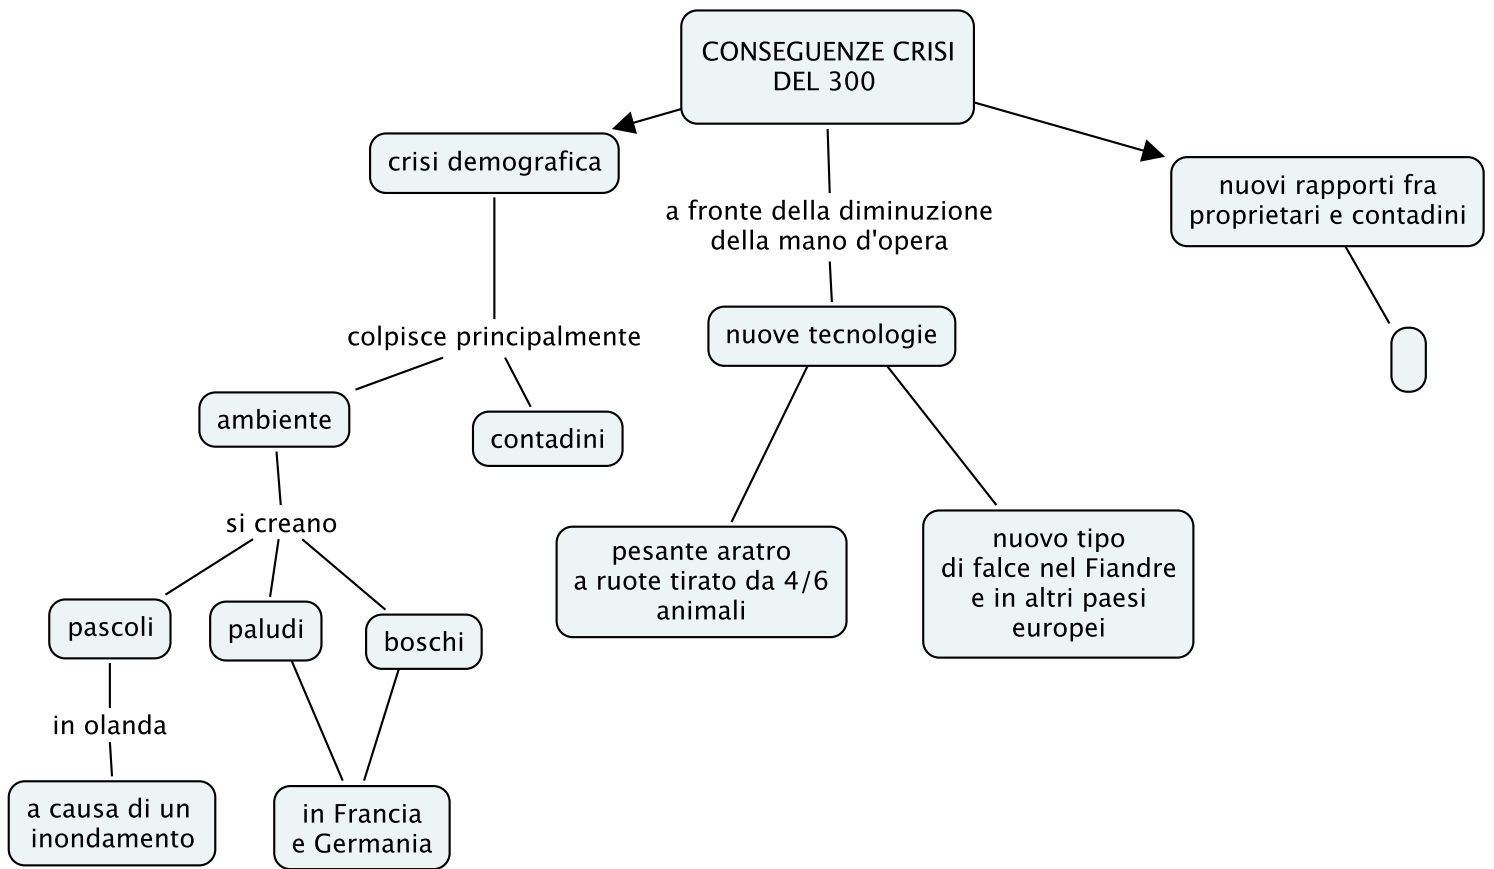 CONSEGUENZE CRISI
DEL 300
crisi demografica
nuovi rapporti fra
proprietari e contadini
a fronte della diminuzione
della mano d'opera
colpisce principalmente
nuove tecnologie
ambiente
contadini
si creano
pesante aratro
a ruote tirato da 4/6
animali
nuovo tipo
di falce nel Fiandre
e in altri paesi
europei
pascoli
paludi
boschi
in olanda
a causa di un
inondamento
in Francia
e Germania